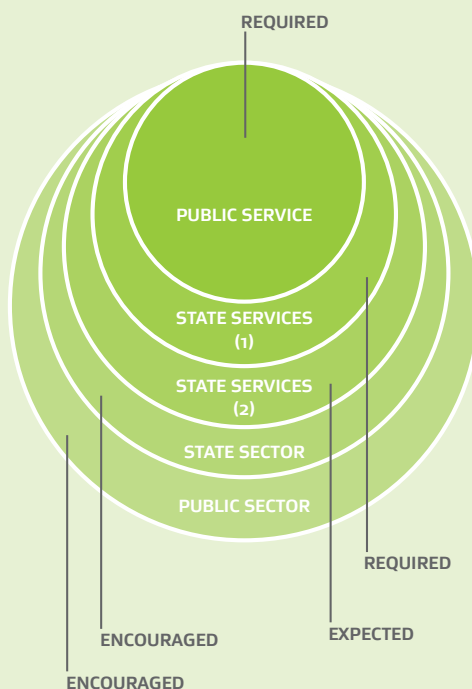 REQUIRED
PUBLIC SERVICE
STATE SERVICES
(1)
STATE SERVICES
(2)
STATE SECTOR
PUBLIC SECTOR
REQUIRED
EXPECTED
ENCOURAGED
ENCOURAGED